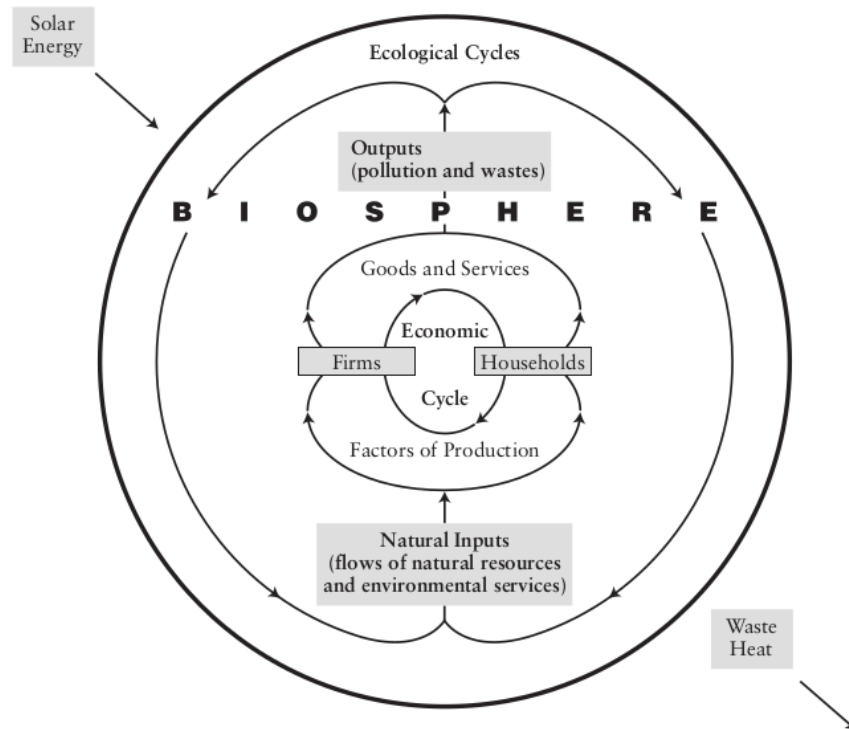 Solar
Energy
Ecological Cycles
Outputs
(pollution and wastes)
B I O S P H E R E
Goods and Services
Economic
Firms
Households
Cycle
Factors of Production
Natural Inputs
(flows of natural resources
and environmental services)
Waste
Heat